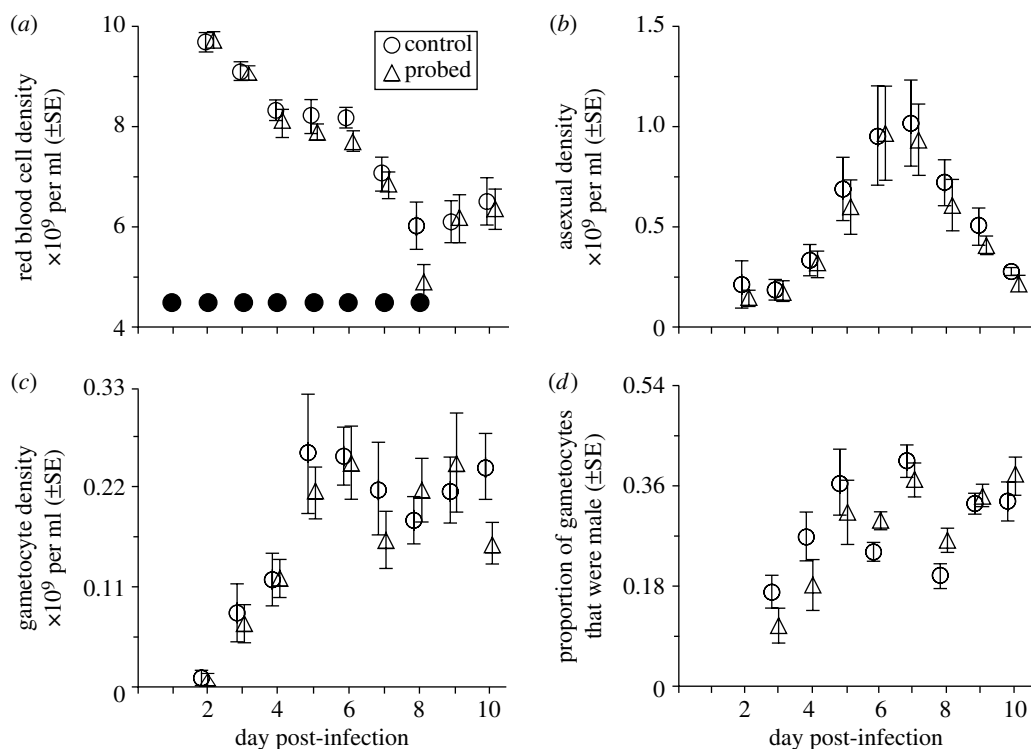 (a)
10
8
6
4
red blood cell density
×10⁹ per ml (±SE)
control
probed
(b)
1.5
1.0
0.5
0
asexual density
×10⁹ per ml (±SE)
(c)
0.33
0.22
0.11
0
gametocyte density
×10⁹ per ml (±SE)
2 4 6 8 10
day post-infection
(d)
0.54
0.36
0.18
0
proportion of gametocytes
that were male (±SE)
2 4 6 8 10
day post-infection